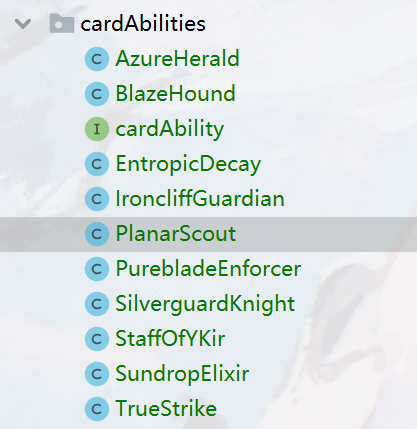 cardAbilities
C AzureHerald
C BlazeHound
I cardAbility
C EntropicDecay
C IroncliffGuardian
C PlanarScout
C PurebladeEnforcer
C SilverguardKnight
C StaffOfYKir
C SundropElixir
C TrueStrike